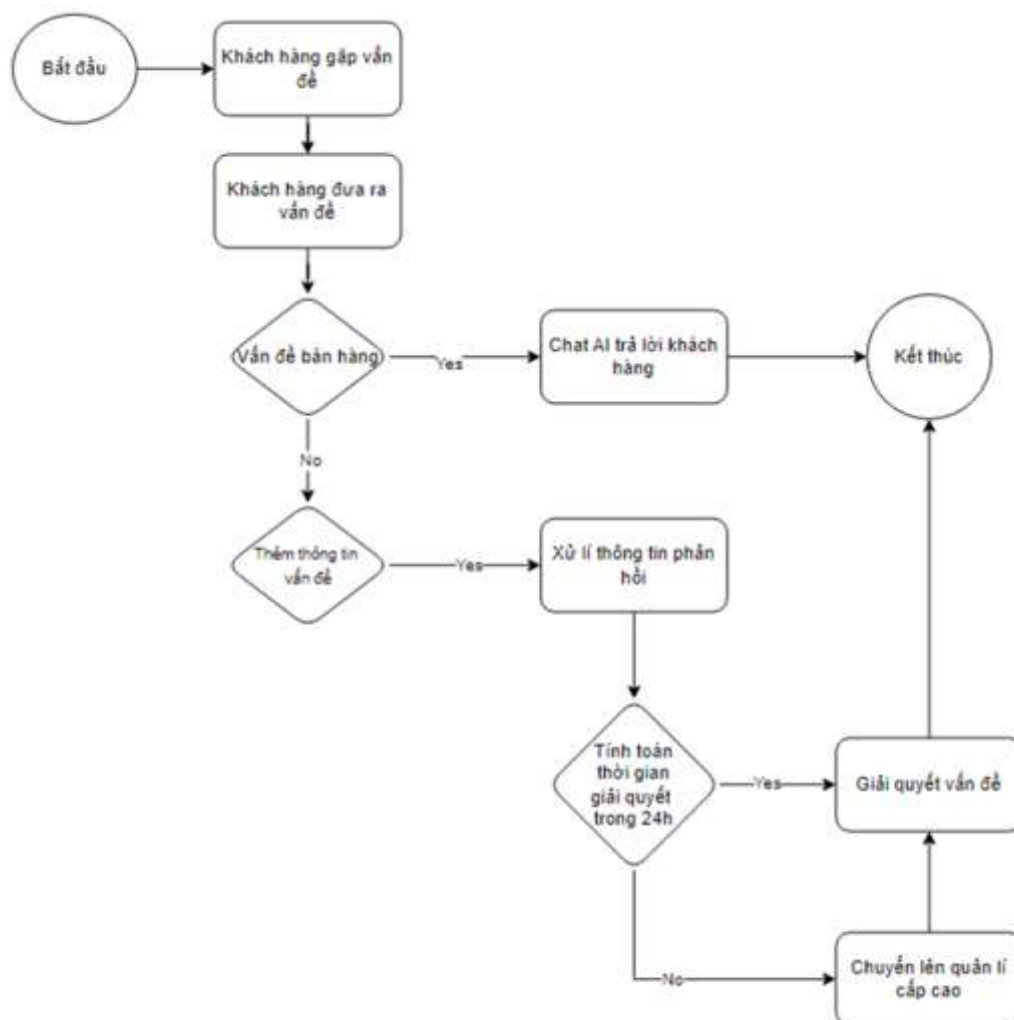 Bắt đầu
Khách hàng gặp vấn
đề
Khách hàng đưa ra
vấn đề
Vấn đề bán hàng
Yes
Chat AI trả lời khách
hàng
Kết thúc
No
Thêm thông tin
vấn đề
Yes
Xử lí thông tin phản
hồi
Tính toán
thời gian
giải quyết
trong 24h
Yes
Giải quyết vấn đề
No
Chuyển lên quản lí
cấp cao